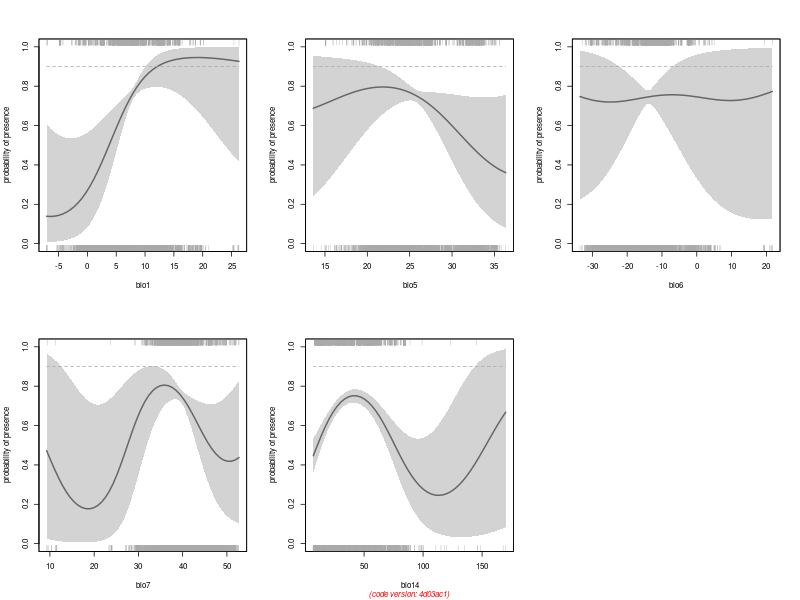 1.0
0.8
0.6
0.4
0.2
0.0
probability of presence
-5 0 5 10 15 20 25
bio1
1.0
0.8
0.6
0.4
0.2
0.0
probability of presence
15 20 25 30 35
bio5
1.0
0.8
0.6
0.4
0.2
0.0
probability of presence
-30 -20 -10 0 10 20
bio6
1.0
0.8
0.6
0.4
0.2
0.0
probability of presence
10 20 30 40 50
bio7
1.0
0.8
0.6
0.4
0.2
0.0
probability of presence
50 100 150
bio14
(code version: 4d03ac1)